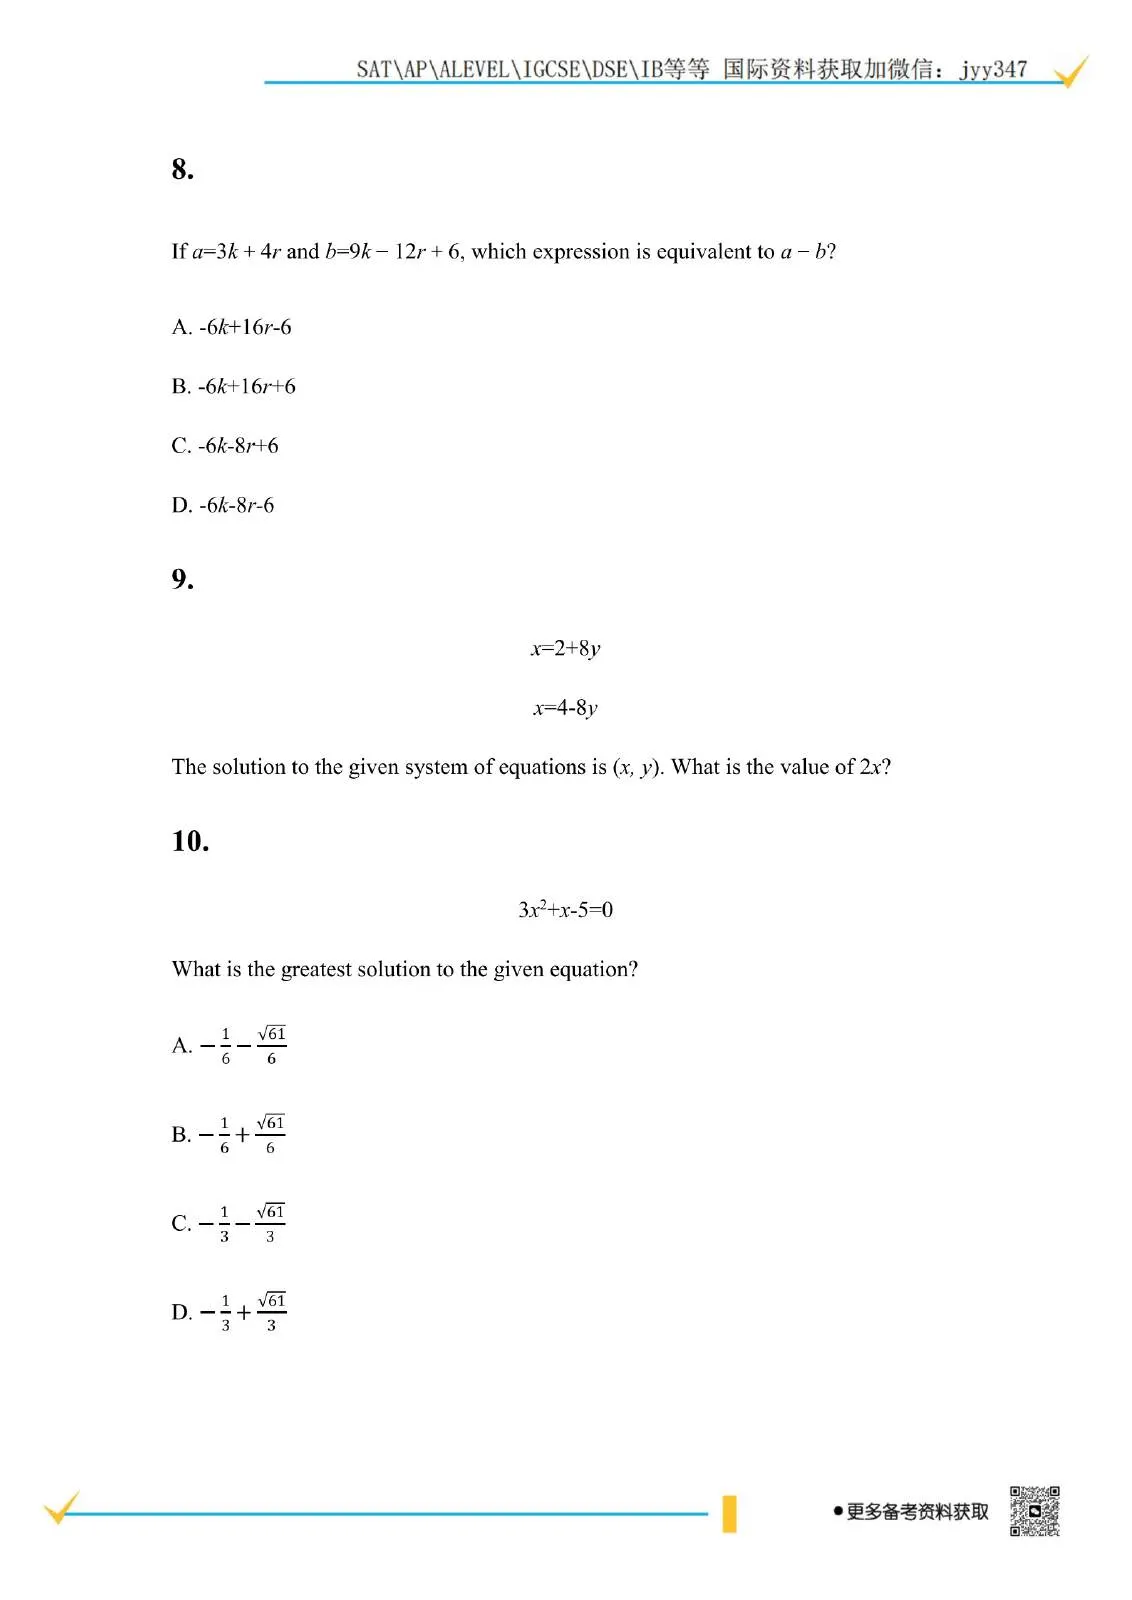 SAT\AP\ALEVEL\IGCSE\DSE\IB等等 国际资料获取加微信: jyy347
8.
If a=3k + 4r and b=9k − 12r + 6, which expression is equivalent to a − b?
A. -6k+16r-6
B. -6k+16r+6
C. -6k-8r+6
D. -6k-8r-6
9.
x=2+8y
x=4-8y
The solution to the given system of equations is (x, y). What is the value of 2x?
10.
3x²+x-5=0
What is the greatest solution to the given equation?
A. −1/6−√61/6
B. −1/6+√61/6
C. −1/3−√61/3
D. −1/3+√61/3
●更多备考资料获取